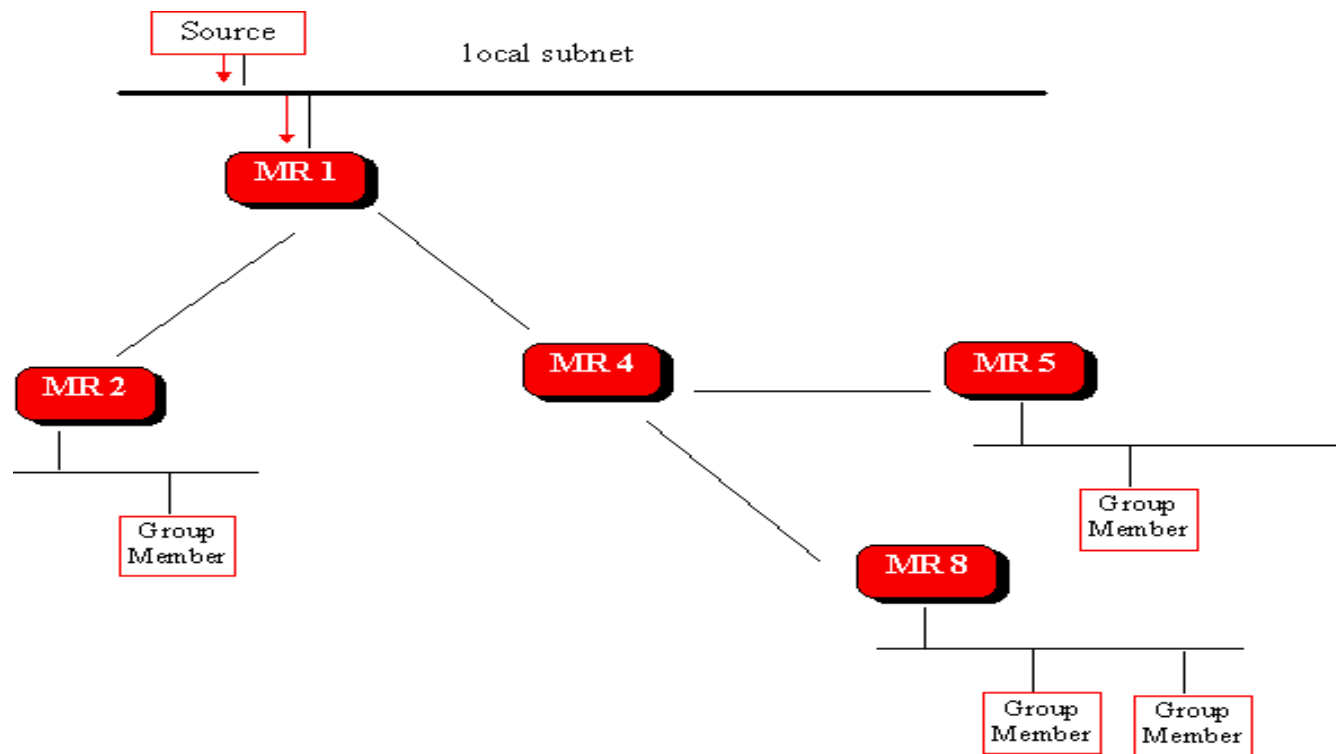 Source
local subnet
MR 1
MR 2
MR 4
MR 5
Group
Member
Group
Member
MR 8
Group
Member
Group
Member